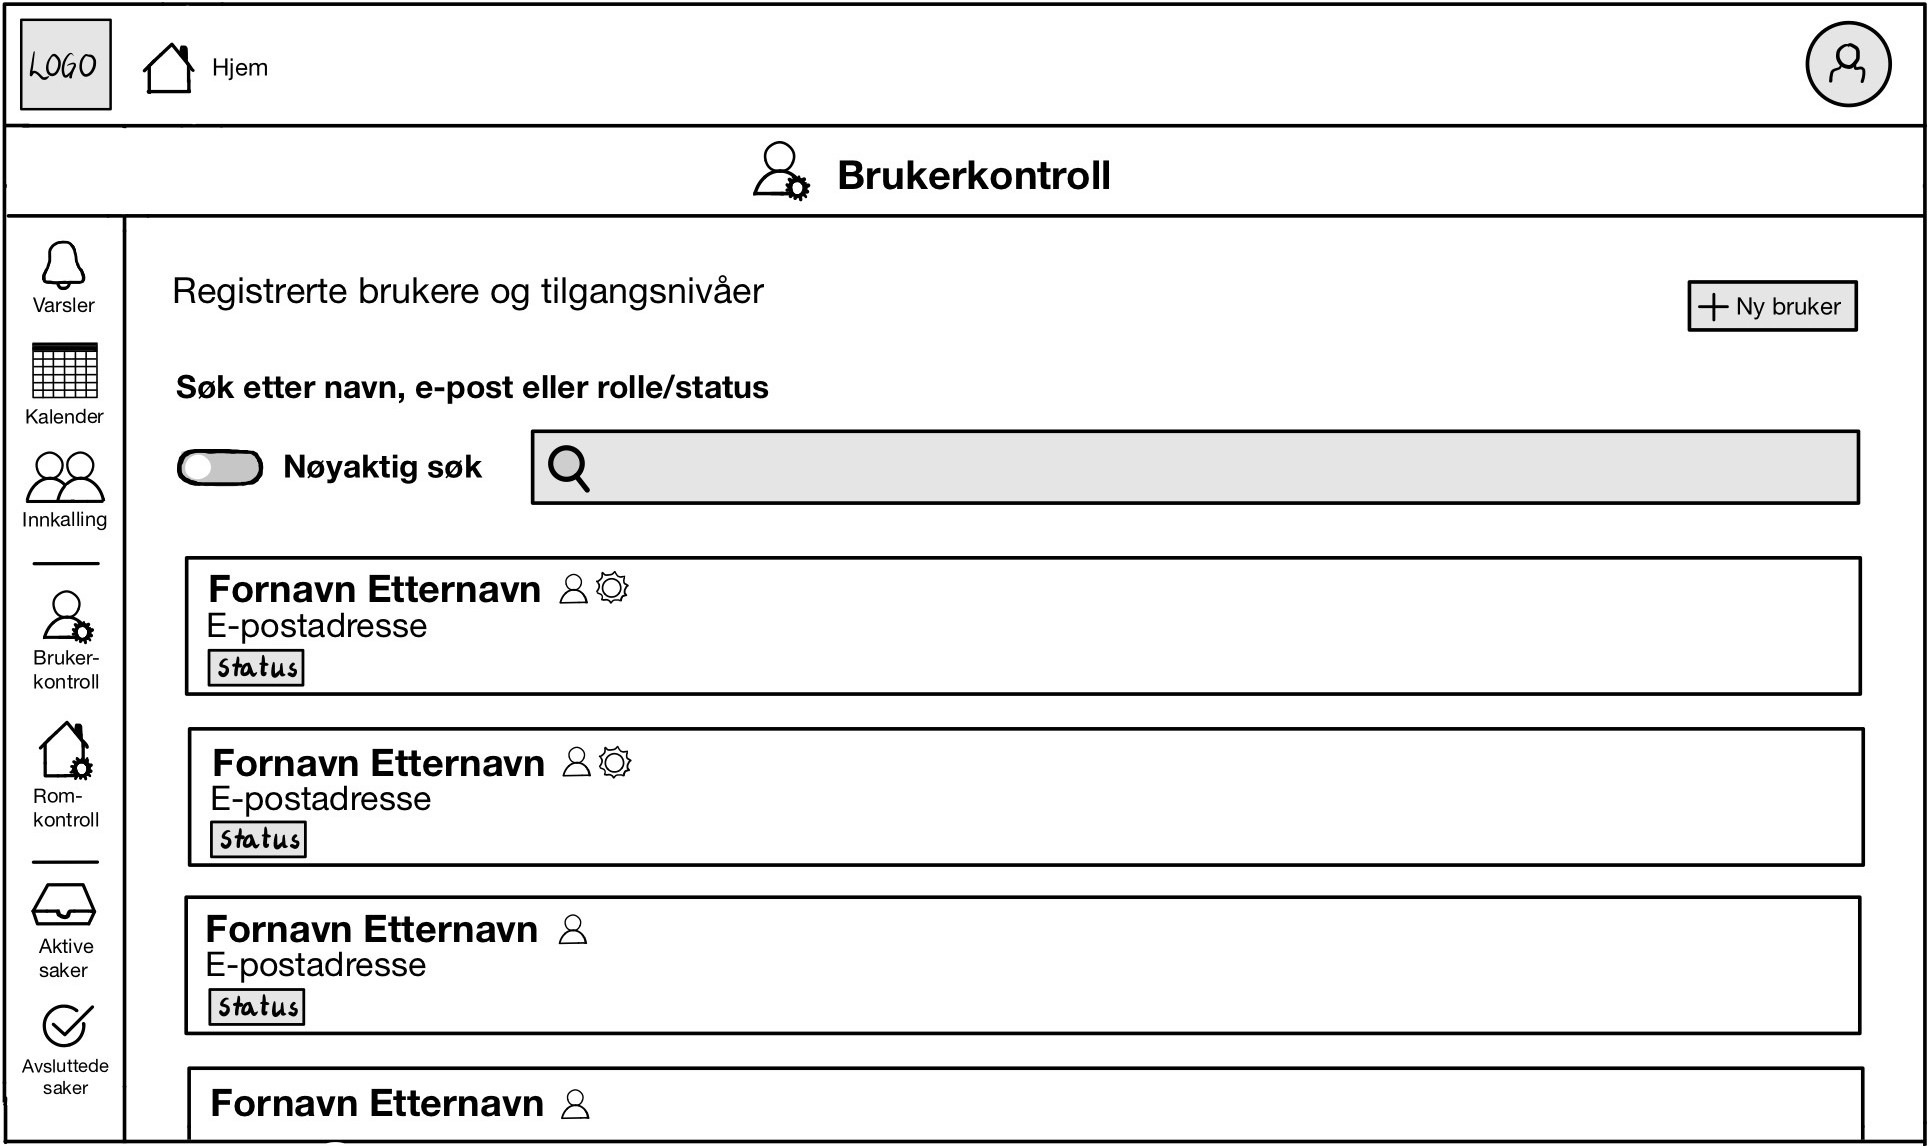 LOGO
Hjem
Brukerkontroll
Varsler
Kalender
Innkalling
Bruker-
kontroll
Rom-
kontroll
Aktive
saker
Avsluttede
saker
Registrerte brukere og tilgangsnivåer
Ny bruker
Søk etter navn, e-post eller rolle/status
Nøyaktig søk
Fornavn Etternavn
E-postadresse
Status
Fornavn Etternavn
E-postadresse
Status
Fornavn Etternavn
E-postadresse
Status
Fornavn Etternavn